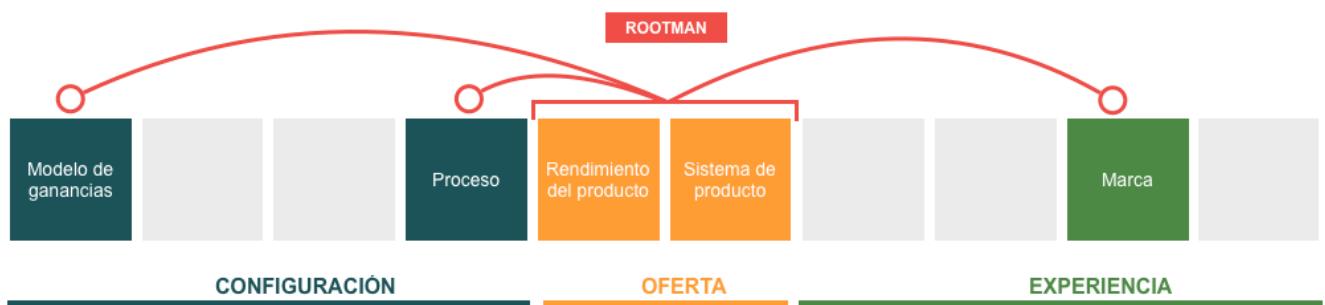 ROOTMAN
Modelo de
ganancias
Proceso
Rendimiento
del producto
Sistema de
producto
Marca
CONFIGURACIÓN
OFERTA
EXPERIENCIA